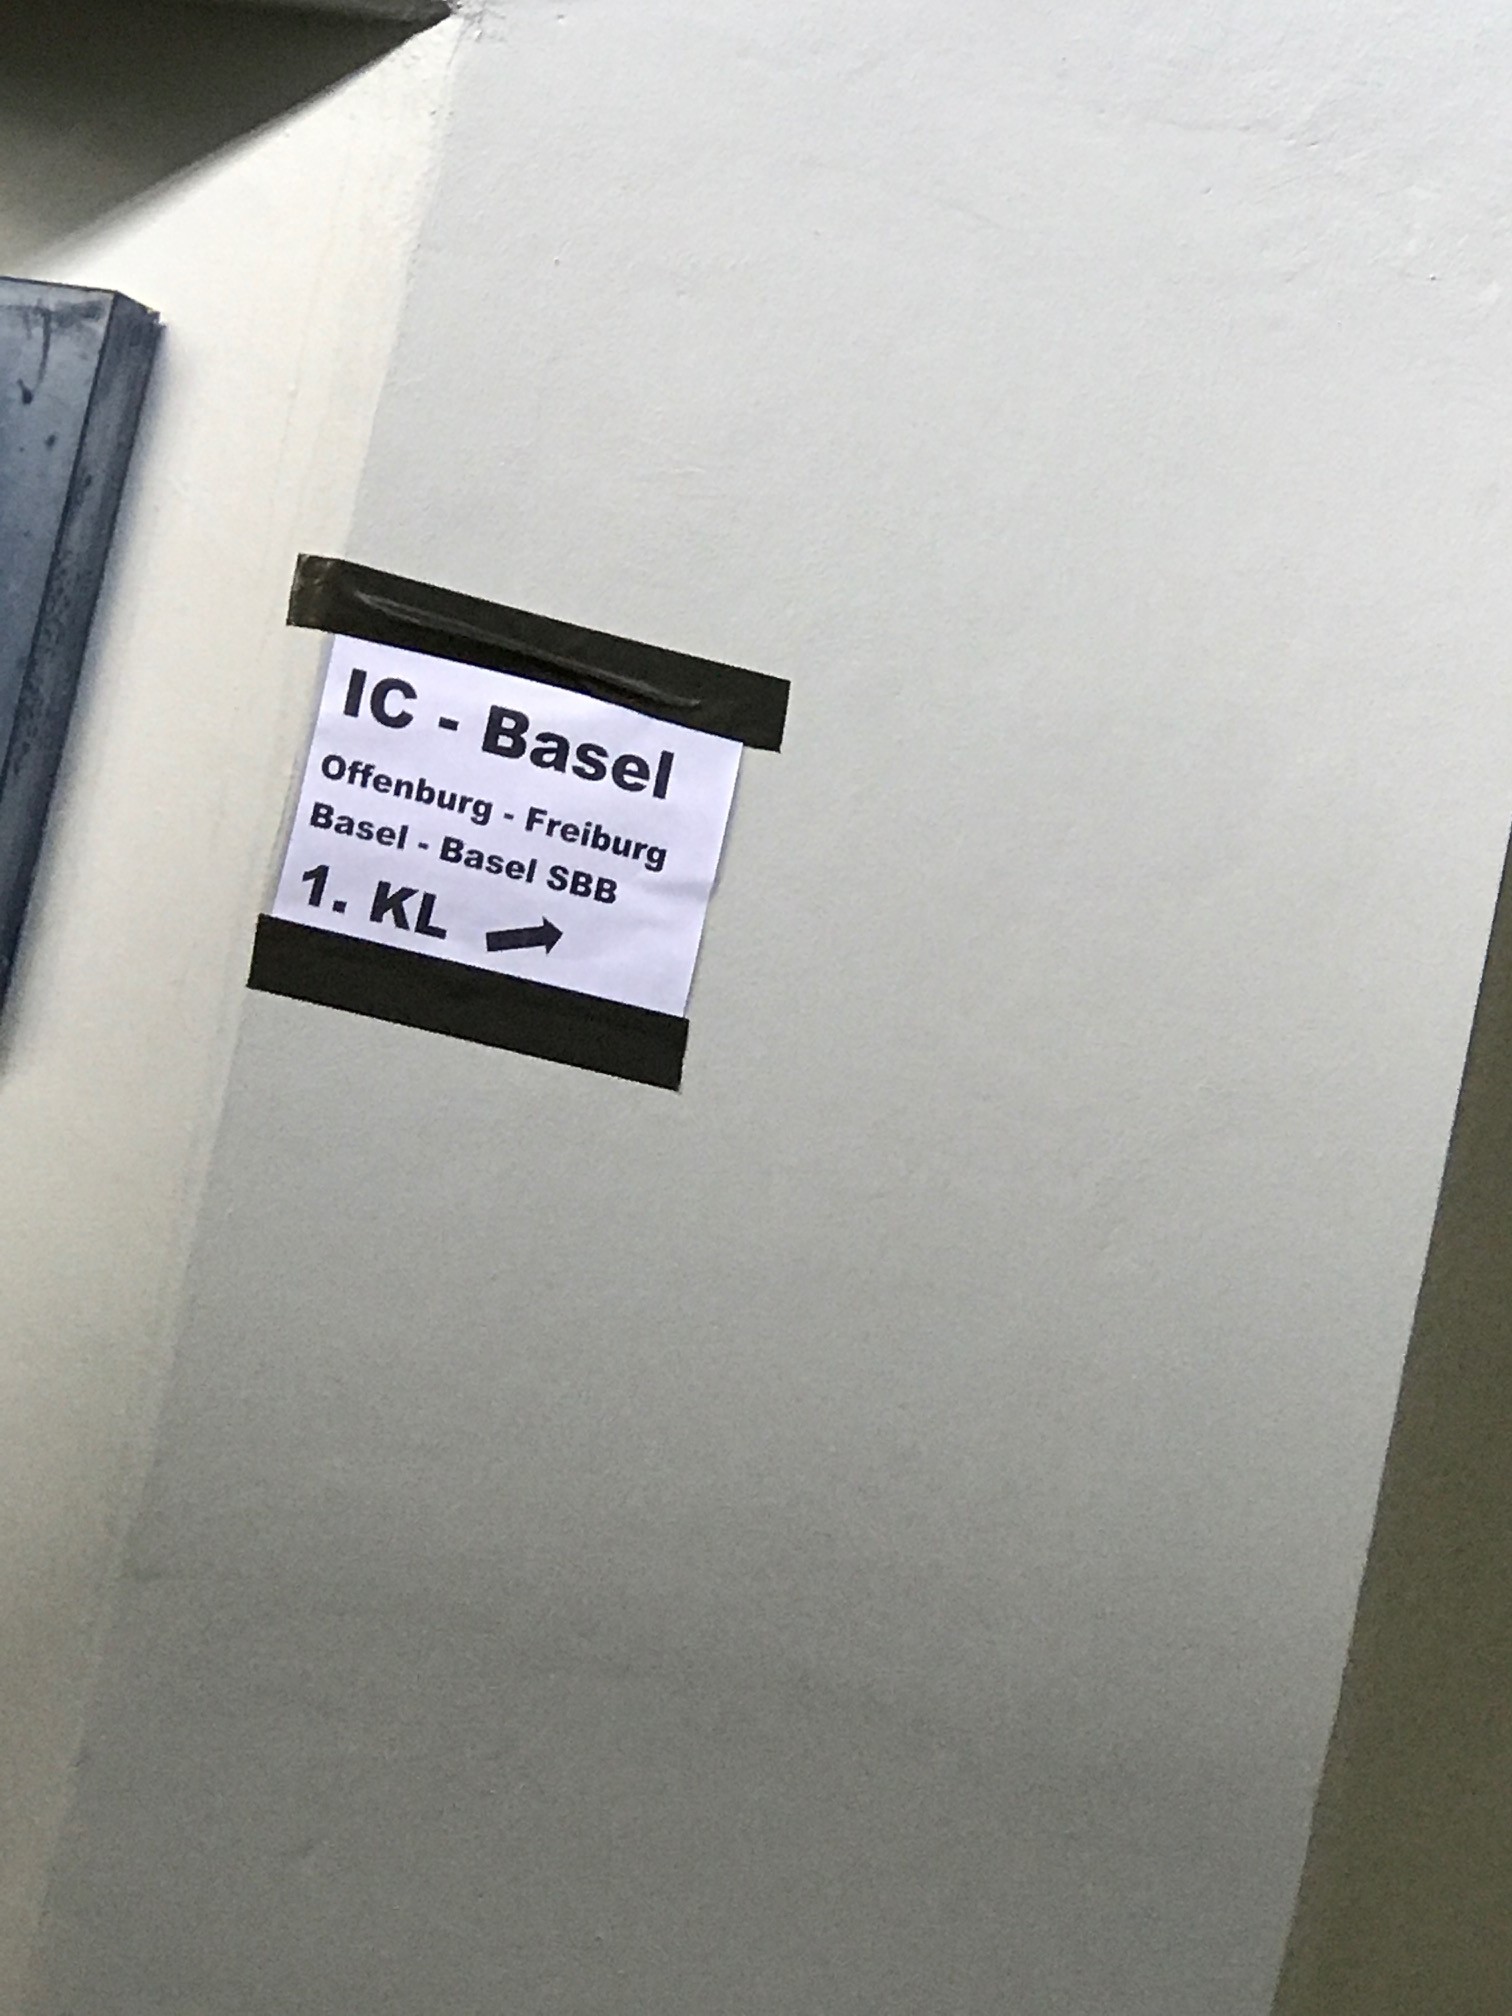 IC - Basel
Offenburg - Freiburg
Basel - Basel SBB
1. KL